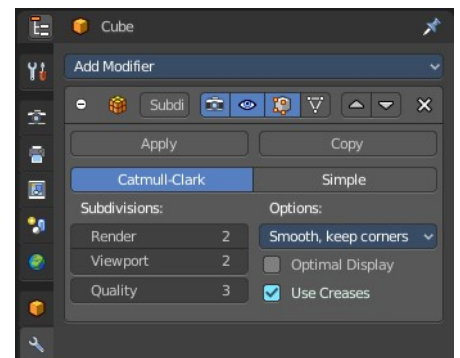 Cube
Add Modifier
Subdi
Apply Copy
Catmull-Clark Simple
Subdivisions: Options:
Render 2 Smooth, keep corners
Viewport 2 Optimal Display
Quality 3 Use Creases